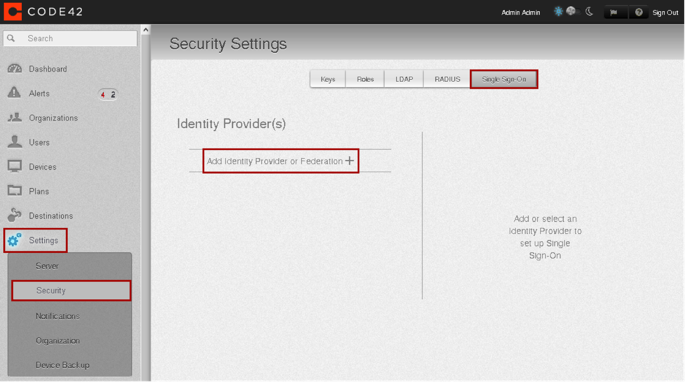 CODE42
Admin Admin
Sign Out
Search
Security Settings
Keys
Roles
LDAP
RADIUS
Single Sign-On
Dashboard
Alerts
4 2
Organizations
Users
Devices
Plans
Destinations
Settings
Server
Security
Notifications
Organization
Device Backup
Identity Provider(s)
Add Identity Provider or Federation +
Add or select an
Identity Provider to
set up Single
Sign-On